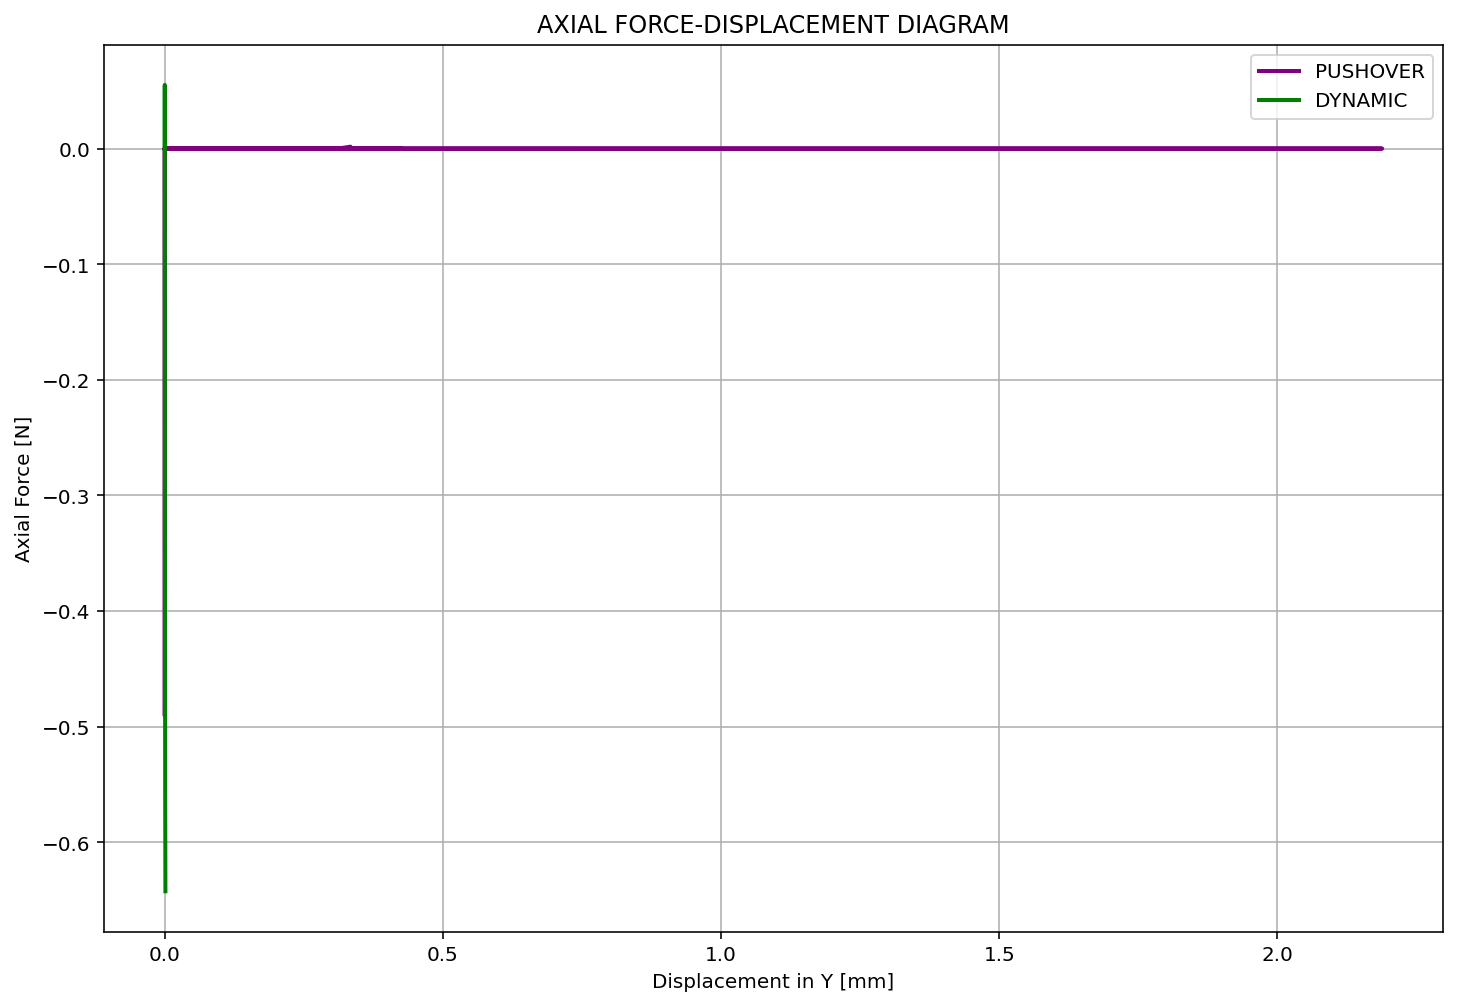 AXIAL FORCE-DISPLACEMENT DIAGRAM
PUSHOVER
DYNAMIC
0.0
−0.1
−0.2
−0.3
−0.4
−0.5
−0.6
Axial Force [N]
0.0 0.5 1.0 1.5 2.0
Displacement in Y [mm]